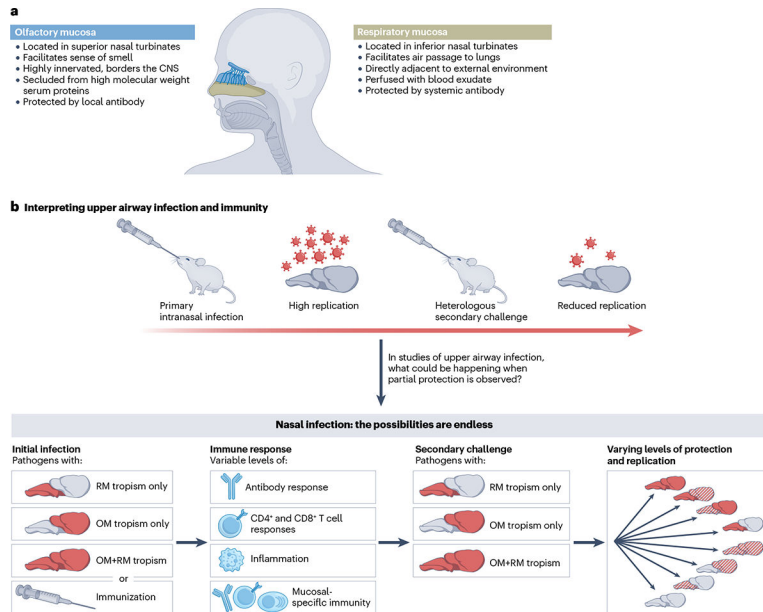 a
Olfactory mucosa
• Located in superior nasal turbinates
• Facilitates sense of smell
• Highly innervated, borders the CNS
• Secluded from high molecular weight
serum proteins
• Protected by local antibody
Respiratory mucosa
• Located in inferior nasal turbinates
• Facilitates air passage to lungs
• Directly adjacent to external environment
• Perfused with blood exudate
• Protected by systemic antibody
b Interpreting upper airway infection and immunity
Primary
intranasal infection
High replication
Heterologous
secondary challenge
Reduced replication
In studies of upper airway infection,
what could be happening when
partial protection is observed?
Nasal infection: the possibilities are endless
Initial infection
Pathogens with:
RM tropism only
OM tropism only
OM+RM tropism
or
Immunization
Immune response
Variable levels of:
Antibody response
CD4⁺ and CD8⁺ T cell
responses
Inflammation
Mucosal-
specific immunity
Secondary challenge
Pathogens with:
RM tropism only
OM tropism only
OM+RM tropism
Varying levels of protection
and replication